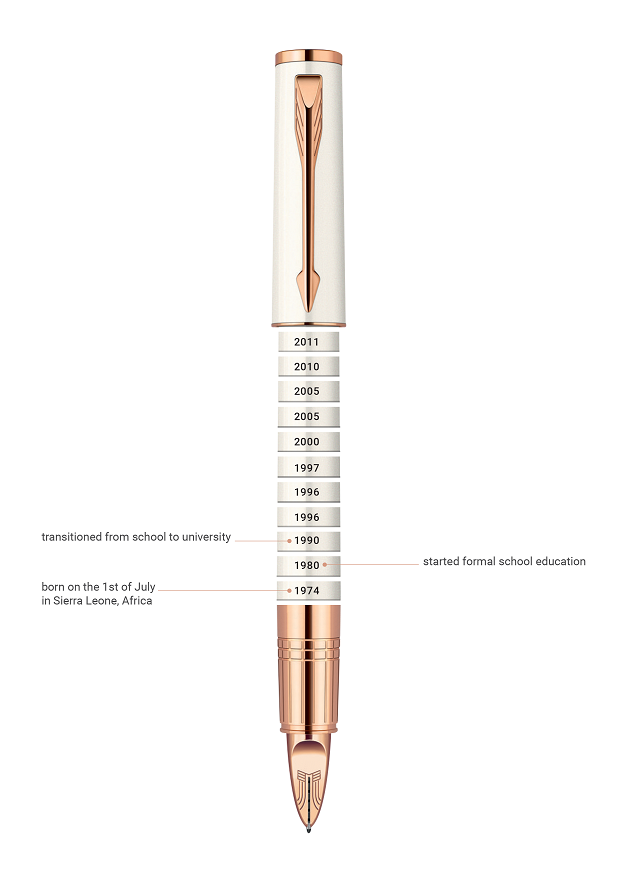 2011
2010
2005
2005
2000
1997
1996
1996
transitioned from school to university
1990
1980
started formal school education
born on the 1st of July
in Sierra Leone, Africa
1974